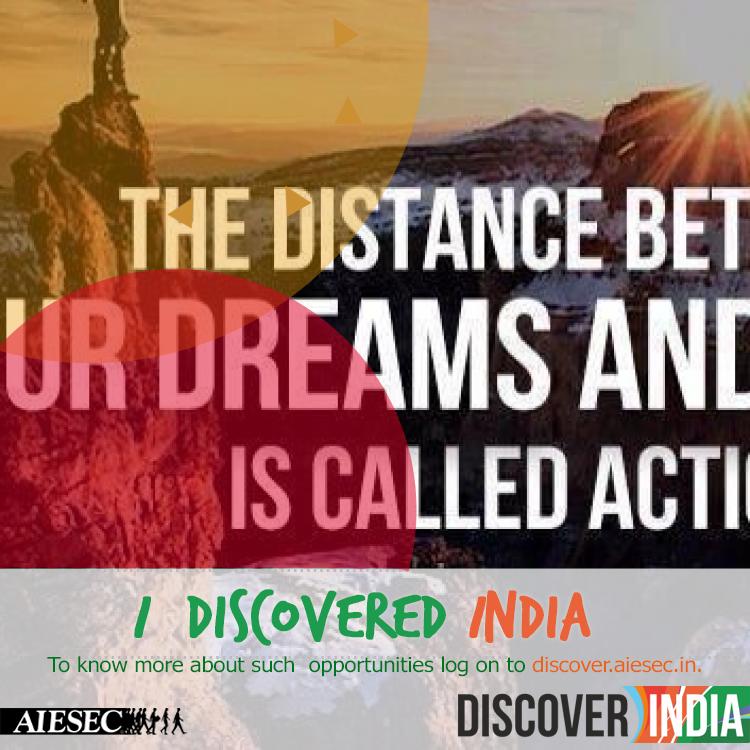 THE DISTANCE BET
UR DREAMS AND
IS CALLED ACTIO
I DISCOVERED INDIA
To know more about such opportunities log on to discover.aiesec.in.
AIESEC
DISCOVER INDIA